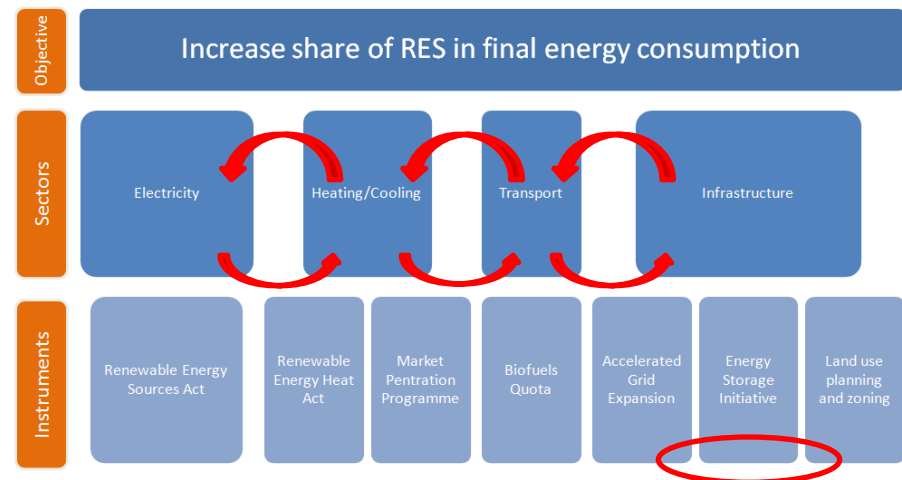 Objective
Increase share of RES in final energy consumption
Sectors
Electricity
Heating/Cooling
Transport
Infrastructure
Instruments
Renewable Energy
Sources Act
Renewable
Energy Heat
Act
Market
Pentration
Programme
Biofuels
Quota
Accelerated
Grid
Expansion
Energy
Storage
Initiative
Land use
planning
and zoning